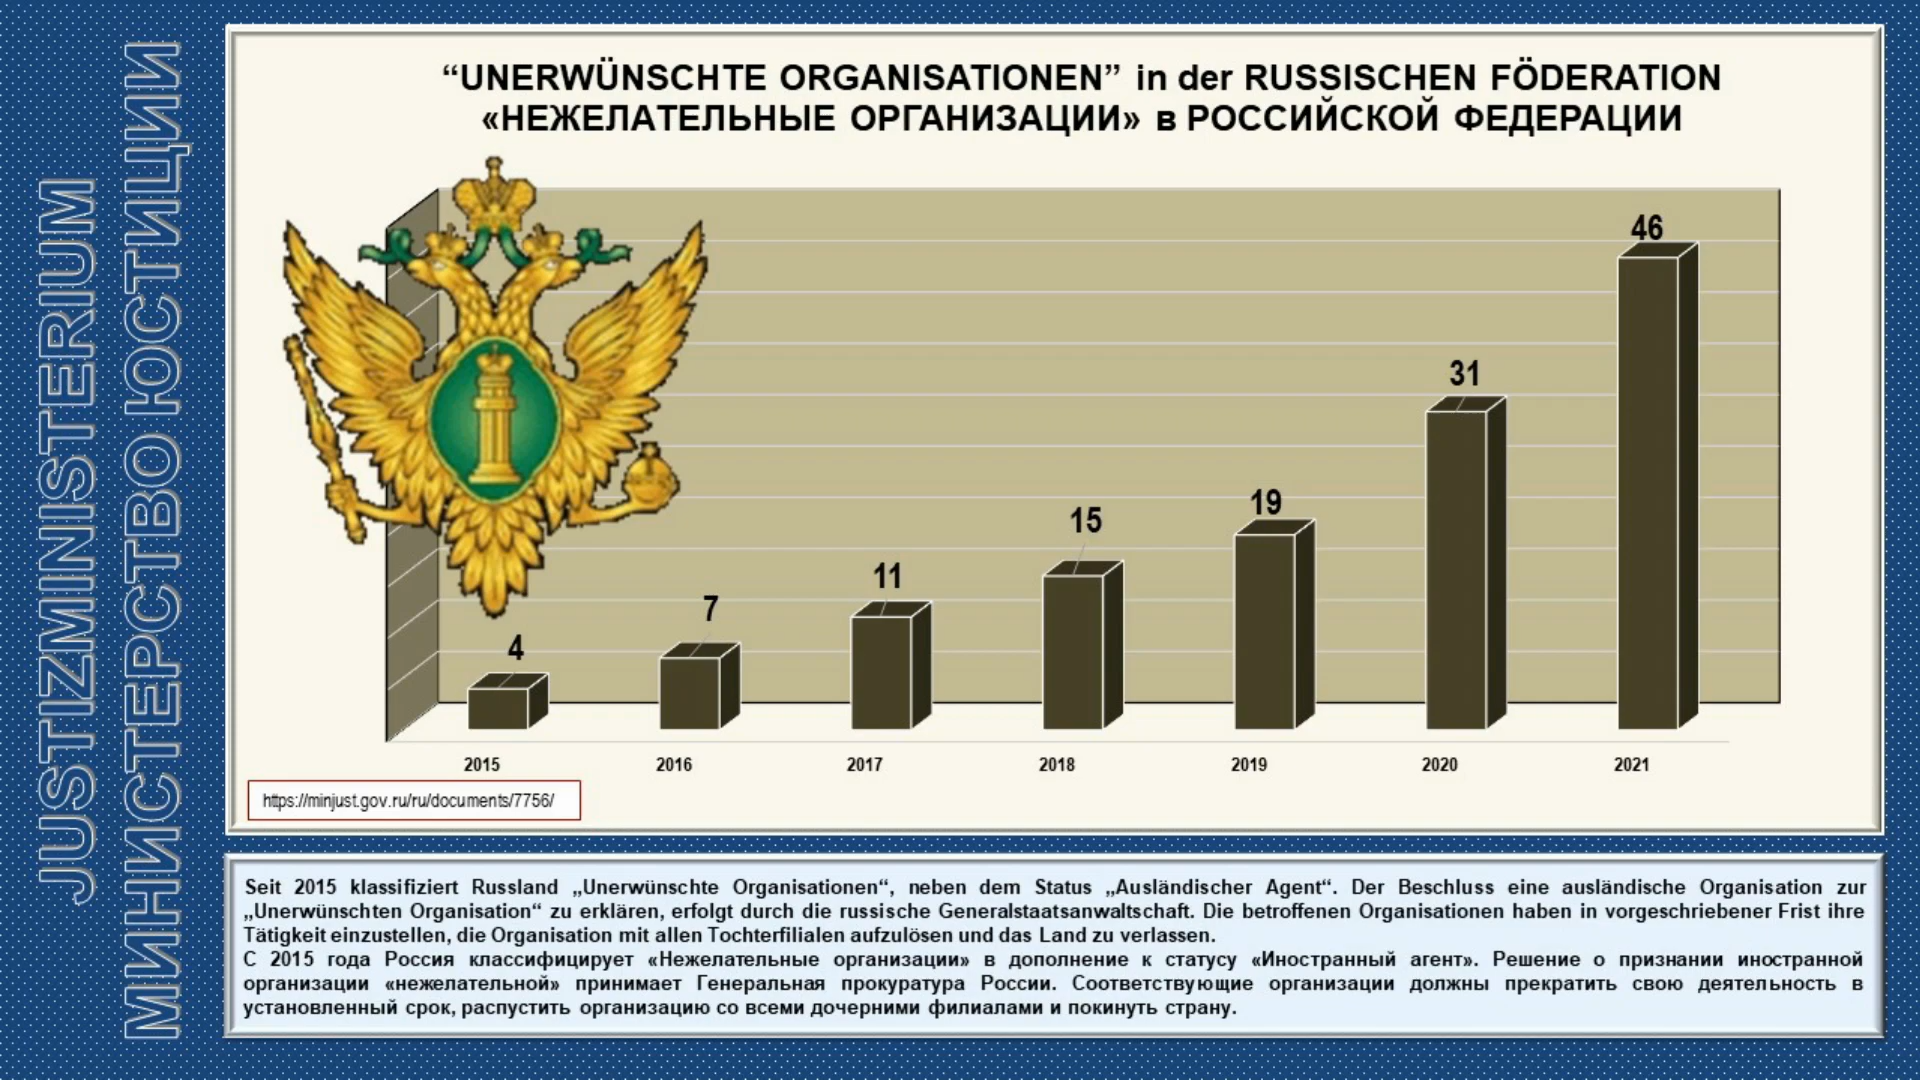 JUSTIZMINISTERIUM
МИНИСТЕРСТВО ЮСТИЦИИ
“UNERWÜNSCHTE ORGANISATIONEN” in der RUSSISCHEN FÖDERATION
«НЕЖЕЛАТЕЛЬНЫЕ ОРГАНИЗАЦИИ» в РОССИЙСКОЙ ФЕДЕРАЦИИ
4
7
11
15
19
31
46
2015
2016
2017
2018
2019
2020
2021
https://minjust.gov.ru/ru/documents/7756/
Seit 2015 klassifiziert Russland „Unerwünschte Organisationen“, neben dem Status „Ausländischer Agent“. Der Beschluss eine ausländische Organisation zur
„Unerwünschten Organisation“ zu erklären, erfolgt durch die russische Generalstaatsanwaltschaft. Die betroffenen Organisationen haben in vorgeschriebener Frist ihre
Tätigkeit einzustellen, die Organisation mit allen Tochterfilialen aufzulösen und das Land zu verlassen.
С 2015 года Россия классифицирует «Нежелательные организации» в дополнение к статусу «Иностранный агент». Решение о признании иностранной
организации «нежелательной» принимает Генеральная прокуратура России. Соответствующие организации должны прекратить свою деятельность в
установленный срок, распустить организацию со всеми дочерними филиалами и покинуть страну.